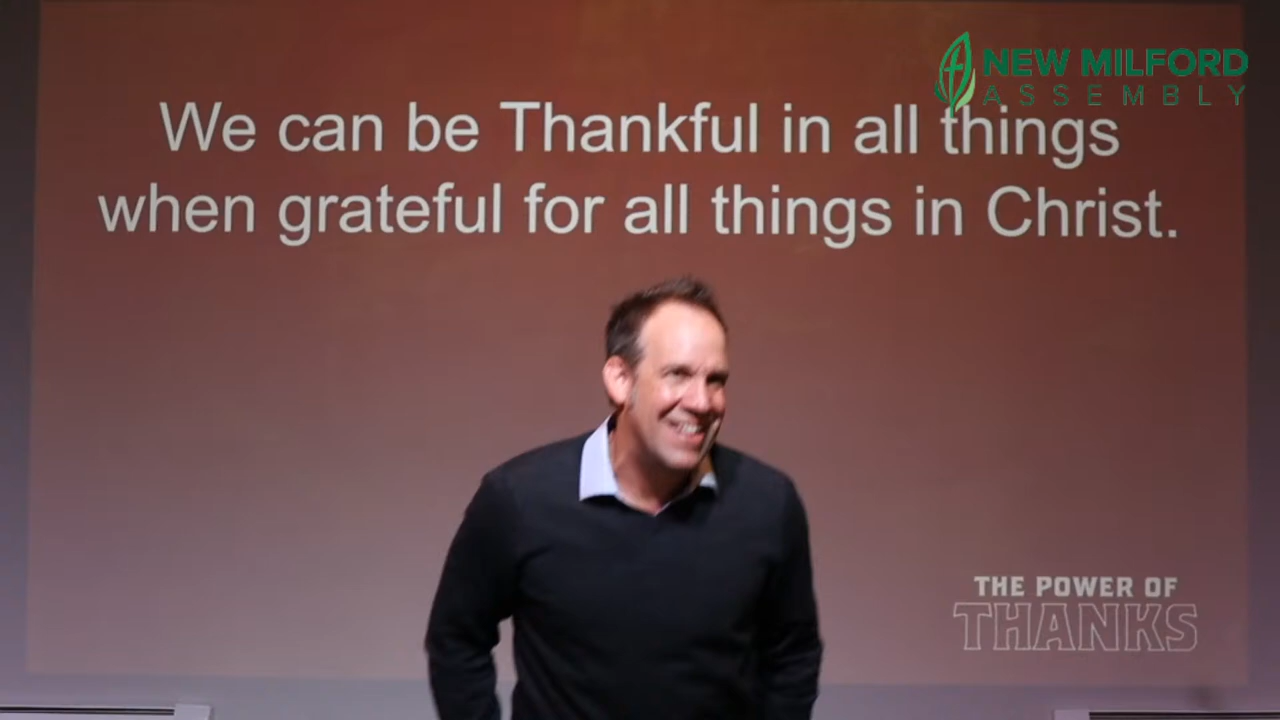 NEW MILFORD
ASSEMBLY
We can be Thankful in all things
when grateful for all things in Christ.
THE POWER OF
THANKS